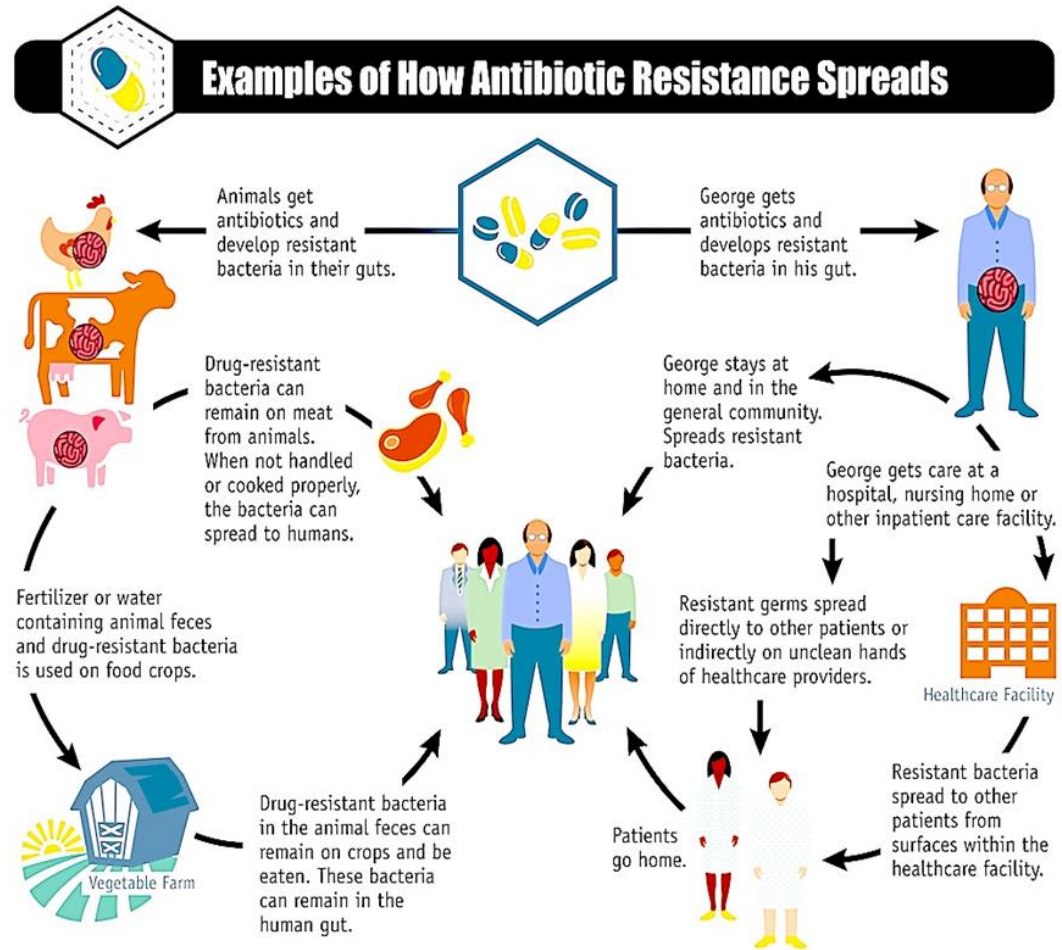 Examples of How Antibiotic Resistance Spreads
Animals get
antibiotics and
develop resistant
bacteria in their guts.
George gets
antibiotics and
develops resistant
bacteria in his gut.
Drug-resistant
bacteria can
remain on meat
from animals.
When not handled
or cooked properly,
the bacteria can
spread to humans.
George stays at
home and in the
general community.
Spreads resistant
bacteria.
George gets care at a
hospital, nursing home or
other inpatient care facility.
Fertilizer or water
containing animal feces
and drug-resistant bacteria
is used on food crops.
Resistant germs spread
directly to other patients or
indirectly on unclean hands
of healthcare providers.
Healthcare Facility
Vegetable Farm
Drug-resistant bacteria
in the animal feces can
remain on crops and be
eaten. These bacteria
can remain in the
human gut.
Patients
go home.
Resistant bacteria
spread to other
patients from
surfaces within the
healthcare facility.